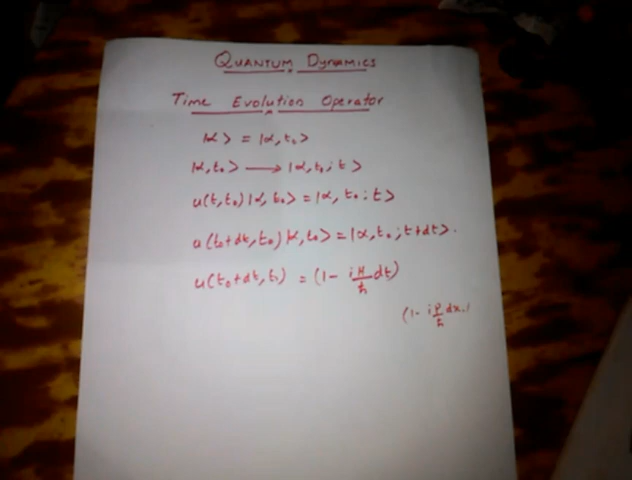 QUANTUM DYNAMICS
Time Evolution Operator
|α> = |α, t₀>
|α, t₀> ⟶ |α, t₀; t>
u(t, t₀) |α, t₀> = |α, t₀; t>
u(t₀+dt, t₀) |α, t₀> = |α, t₀; t+dt>.
u(t₀+dt, t₀) = (1 - iH/ħ dt)
(1 - iP/ħ dx.)